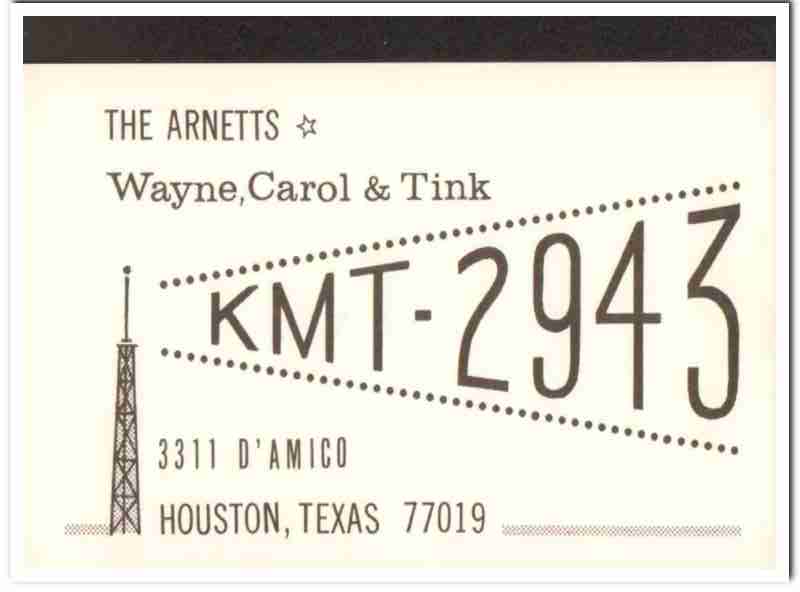 THE ARNETTS ☆
Wayne, Carol & Tink
KMT-2943
3311 D'AMICO
HOUSTON, TEXAS 77019